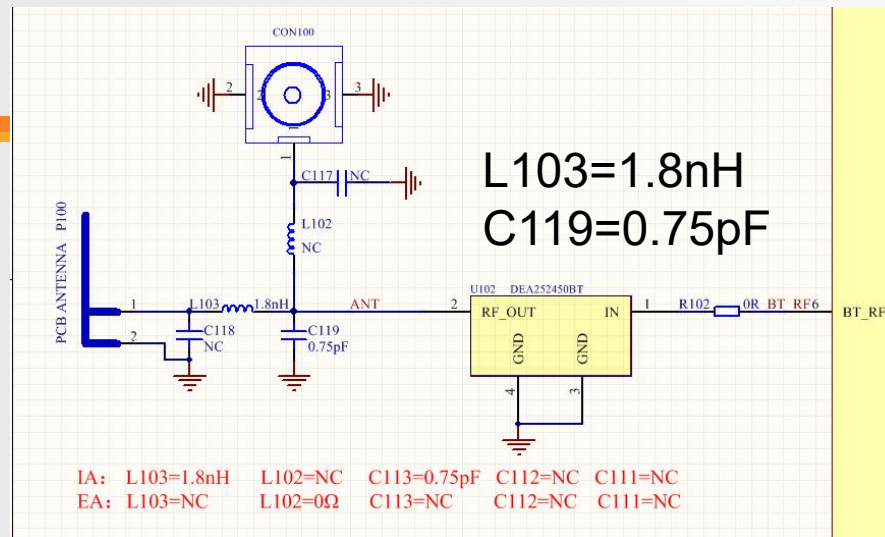 CON100
2 2 3 3
1
C117 NC
L103=1.8nH
C119=0.75pF
L102
NC
PCB ANTENNA P100
U102 DEA252450BT
1 L103 1.8nH ANT 2 RF_OUT IN 1 R102 0R BT_RF6 BT_RF
2 C118
NC
C119
0.75pF
GND GND
4 3
IA: L103=1.8nH L102=NC C113=0.75pF C112=NC C111=NC
EA: L103=NC L102=0Ω C113=NC C112=NC C111=NC